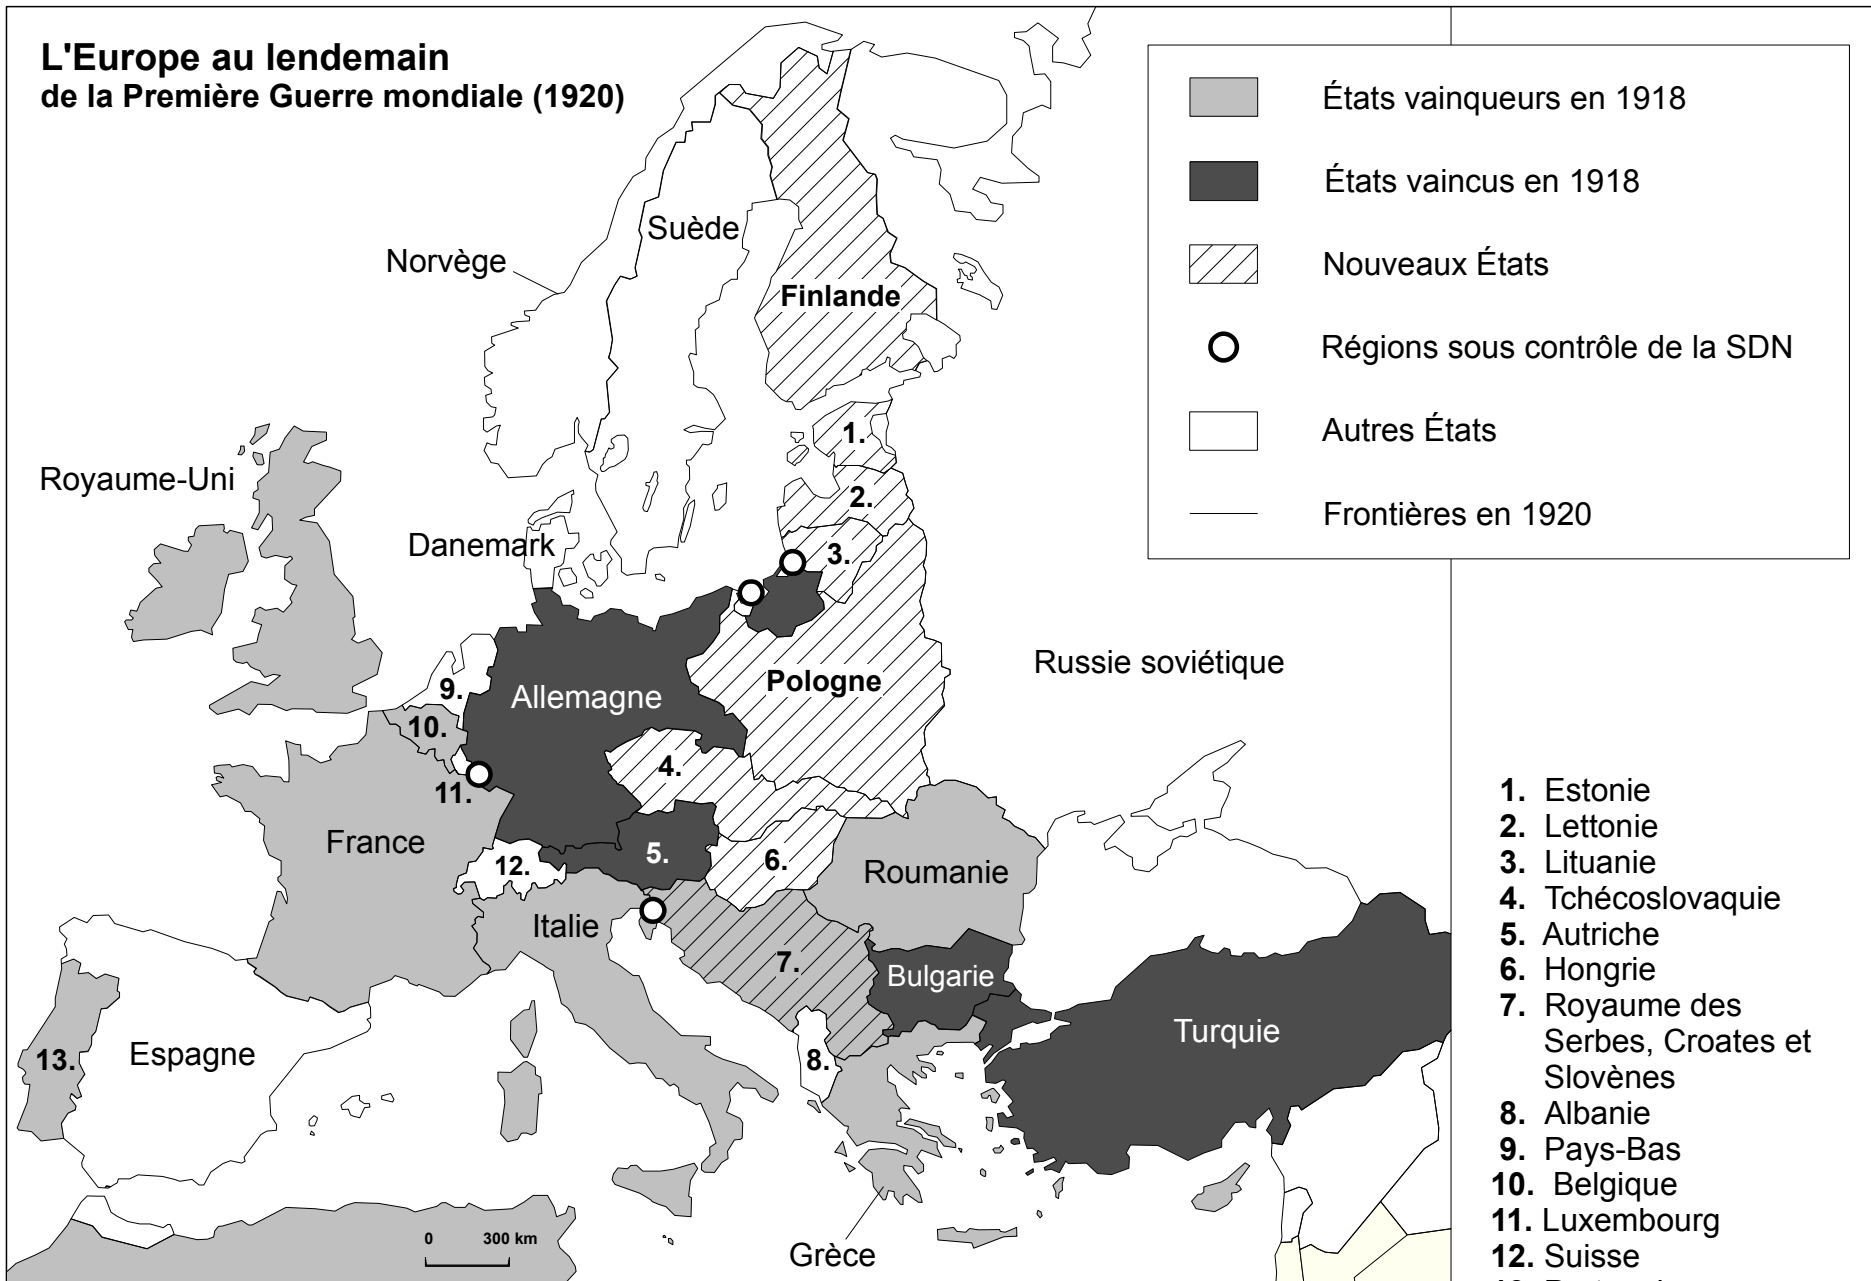 L'Europe au lendemain
de la Première Guerre mondiale (1920)
États vainqueurs en 1918
États vaincus en 1918
Nouveaux États
Régions sous contrôle de la SDN
Autres États
Frontières en 1920
Suède
Norvège
Finlande
1.
Royaume-Uni
2.
Danemark
3.
Russie soviétique
Pologne
9.
Allemagne
10.
4.
11.
France
5.
6.
12.
Roumanie
Italie
7.
Bulgarie
Turquie
Espagne
13.
8.
0 300 km
Grèce
1. Estonie
2. Lettonie
3. Lituanie
4. Tchécoslovaquie
5. Autriche
6. Hongrie
7. Royaume des
Serbes, Croates et
Slovènes
8. Albanie
9. Pays-Bas
10. Belgique
11. Luxembourg
12. Suisse